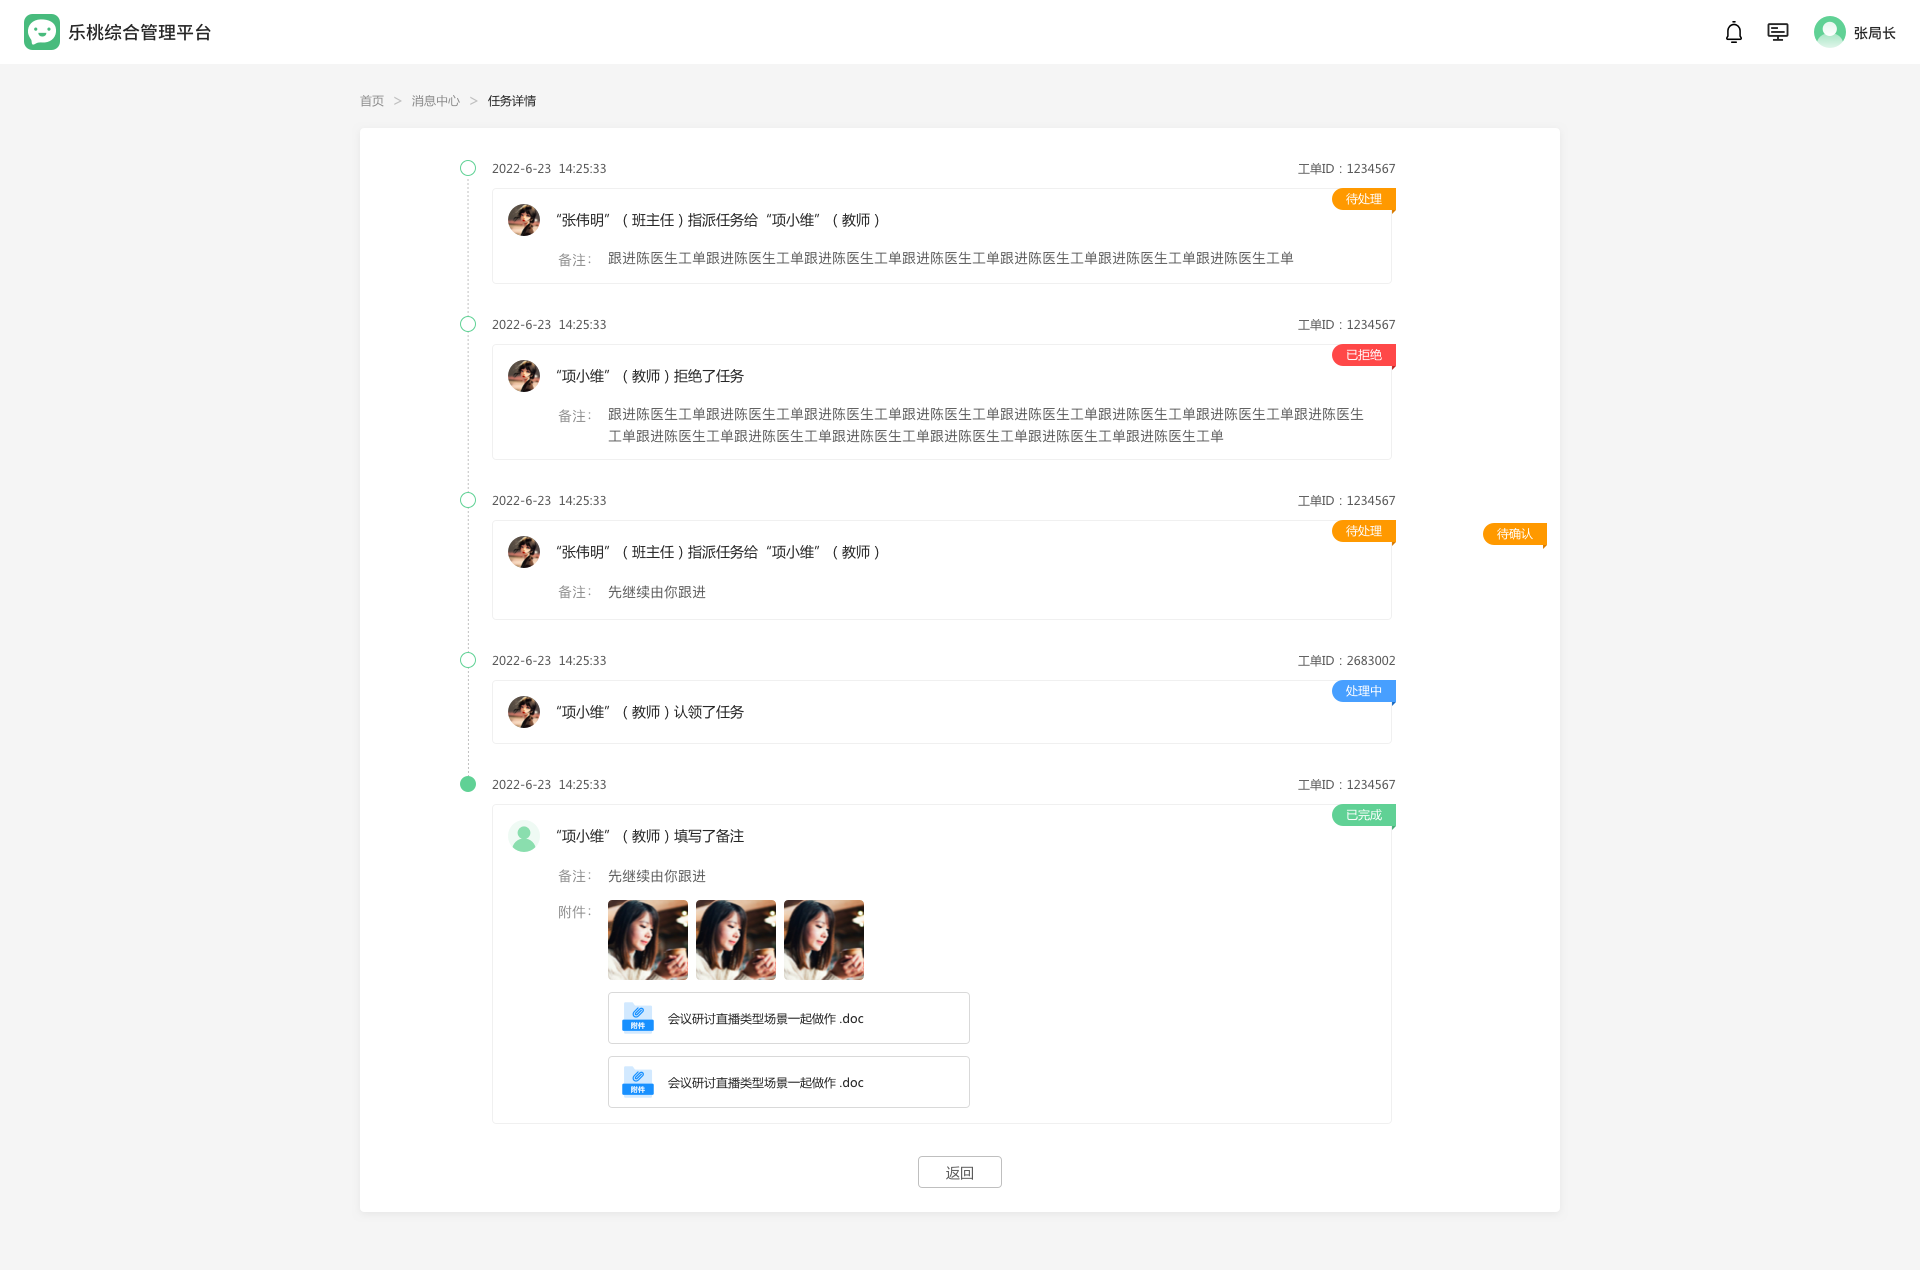 乐桃综合管理平台
张局长
首页 > 消息中心 > 任务详情
2022-6-23 14:25:33
工单ID：1234567
待处理
“张伟明”（班主任）指派任务给“项小维”（教师）
备注： 跟进陈医生工单跟进陈医生工单跟进陈医生工单跟进陈医生工单跟进陈医生工单跟进陈医生工单跟进陈医生工单
2022-6-23 14:25:33
工单ID：1234567
已拒绝
“项小维”（教师）拒绝了任务
备注： 跟进陈医生工单跟进陈医生工单跟进陈医生工单跟进陈医生工单跟进陈医生工单跟进陈医生工单跟进陈医生工单跟进陈医生
工单跟进陈医生工单跟进陈医生工单跟进陈医生工单跟进陈医生工单跟进陈医生工单跟进陈医生工单
2022-6-23 14:25:33
工单ID：1234567
待处理
待确认
“张伟明”（班主任）指派任务给“项小维”（教师）
备注： 先继续由你跟进
2022-6-23 14:25:33
工单ID：2683002
处理中
“项小维”（教师）认领了任务
2022-6-23 14:25:33
工单ID：1234567
已完成
“项小维”（教师）填写了备注
备注： 先继续由你跟进
附件：
附件
会议研讨直播类型场景一起做作 .doc
附件
会议研讨直播类型场景一起做作 .doc
返回